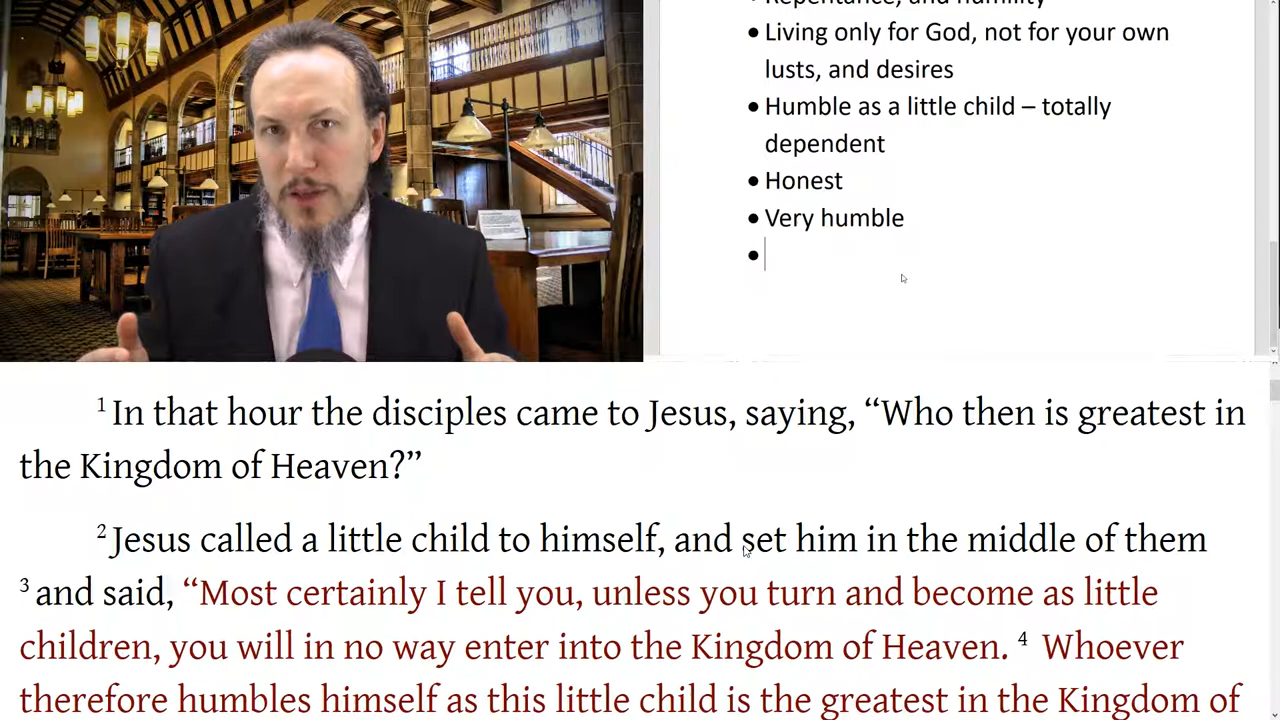 Repentance, and humility
• Living only for God, not for your own
lusts, and desires
• Humble as a little child – totally
dependent
• Honest
• Very humble
•
1 In that hour the disciples came to Jesus, saying, “Who then is greatest in
the Kingdom of Heaven?”
2 Jesus called a little child to himself, and set him in the middle of them
3 and said, “Most certainly I tell you, unless you turn and become as little
children, you will in no way enter into the Kingdom of Heaven. 4 Whoever
therefore humbles himself as this little child is the greatest in the Kingdom of